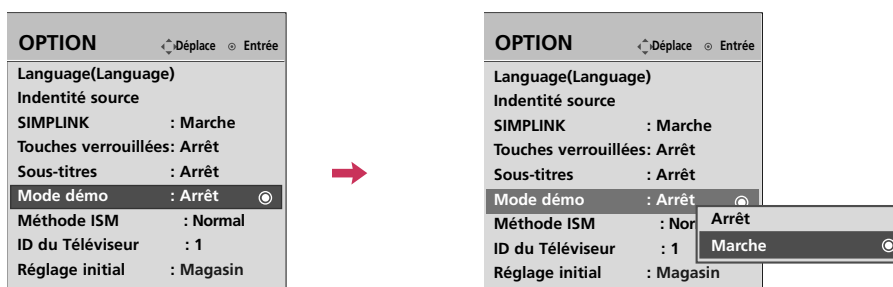 OPTION Déplace Entrée
Language(Language)
Indentité source
SIMPLINK : Marche
Touches verrouillées: Arrêt
Sous-titres : Arrêt
Mode démo : Arrêt
Méthode ISM : Normal
ID du Téléviseur : 1
Réglage initial : Magasin
OPTION Déplace Entrée
Language(Language)
Indentité source
SIMPLINK : Marche
Touches verrouillées: Arrêt
Sous-titres : Arrêt
Mode démo : Arrêt
Méthode ISM : Nor
ID du Téléviseur : 1
Réglage initial : Magasin
Arrêt
Marche